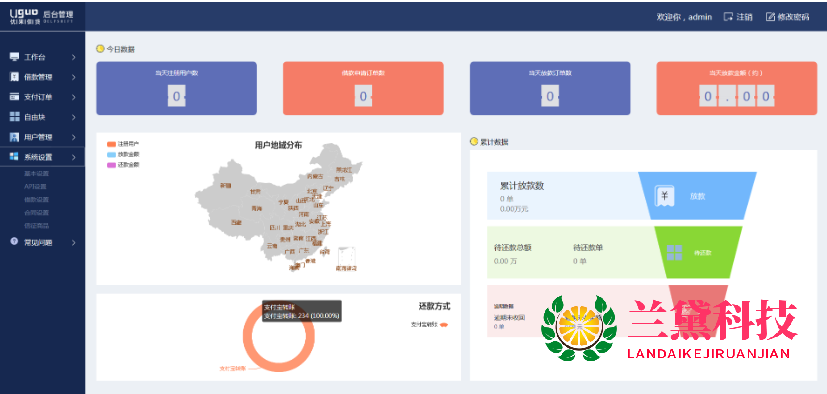 Uguo 后台管理
优果借贷
欢迎你，admin 注销 修改密码
工作台
借款管理
支付订单
自由块
用户管理
系统设置
基本设置
API设置
借款设置
合同设置
常见问题
今日数据
当天注册用户数
0
借款申请订单数
0
当天放款订单数
0
当天放款金额（的）
0.00
注册用户
放款金额
还款金额
用户地域分布
黑龙江
内蒙古
吉林
辽宁
新疆
甘肃
北京
宁夏
山西
山东
青海
陕西
河南
江苏
西藏
四川
重庆
湖北
安徽
上海
浙江
贵州
湖南
江西
福建
云南
广西
广东
台湾
香港
澳门
海南
南海诸岛
还款方式
支付宝转账
支付宝转账: 234 (100.00%)
支付宝转账
支付宝转账
累计数据
累计放款数
0 单
0.00万元
¥
放款
待还款总额
0.00 万
待还款单
0 单
待还款
逾期数据
逾期未收回
0 单
兰黛科技
LANDAIKEJIRUANJIAN